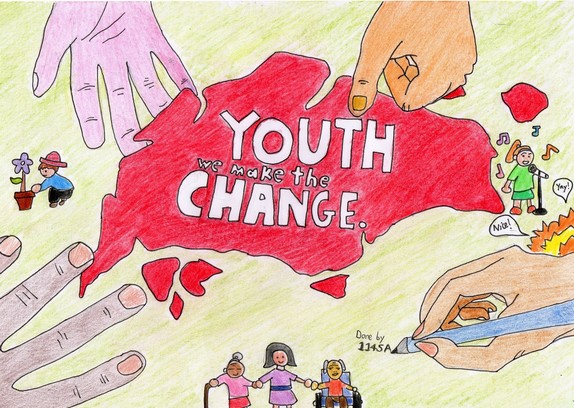 YOUTH
we make the
CHANGE.
Yay!
Nice!
Done by
1145A